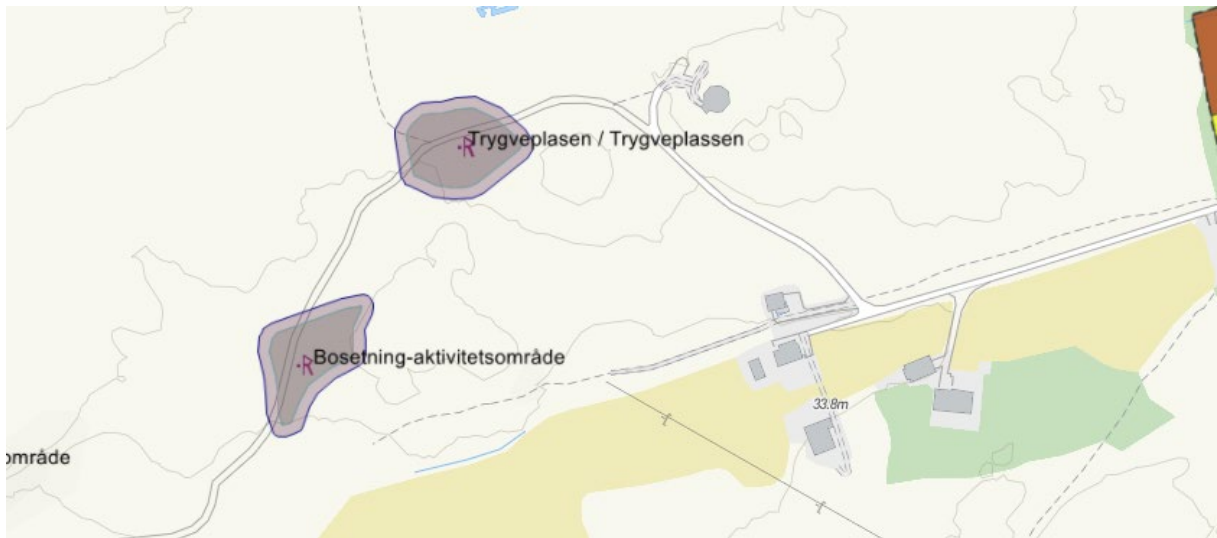 R Trygveplasen / Trygveplassen
R Bosetning-aktivitetsområde
33.8m
område